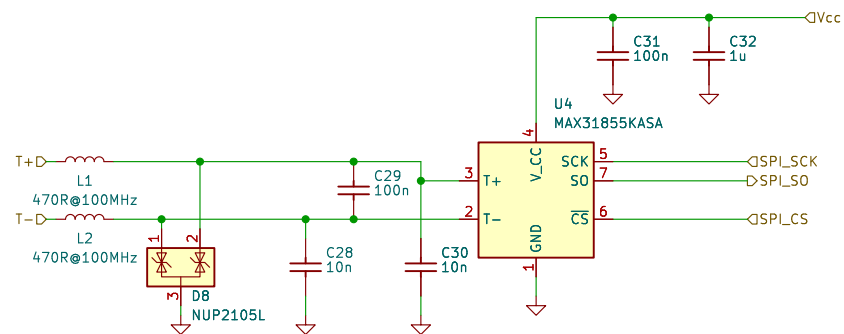 Vcc
C31
100n
C32
1u
U4
MAX31855KASA
4
V_CC
T+
L1
470R@100MHz
C29
100n
3
T+
SCK
5
SPI_SCK
SO
7
SPI_SO
T-
L2
470R@100MHz
2
T-
CS
6
SPI_CS
1
2
C28
10n
C30
10n
GND
1
3
D8
NUP2105L